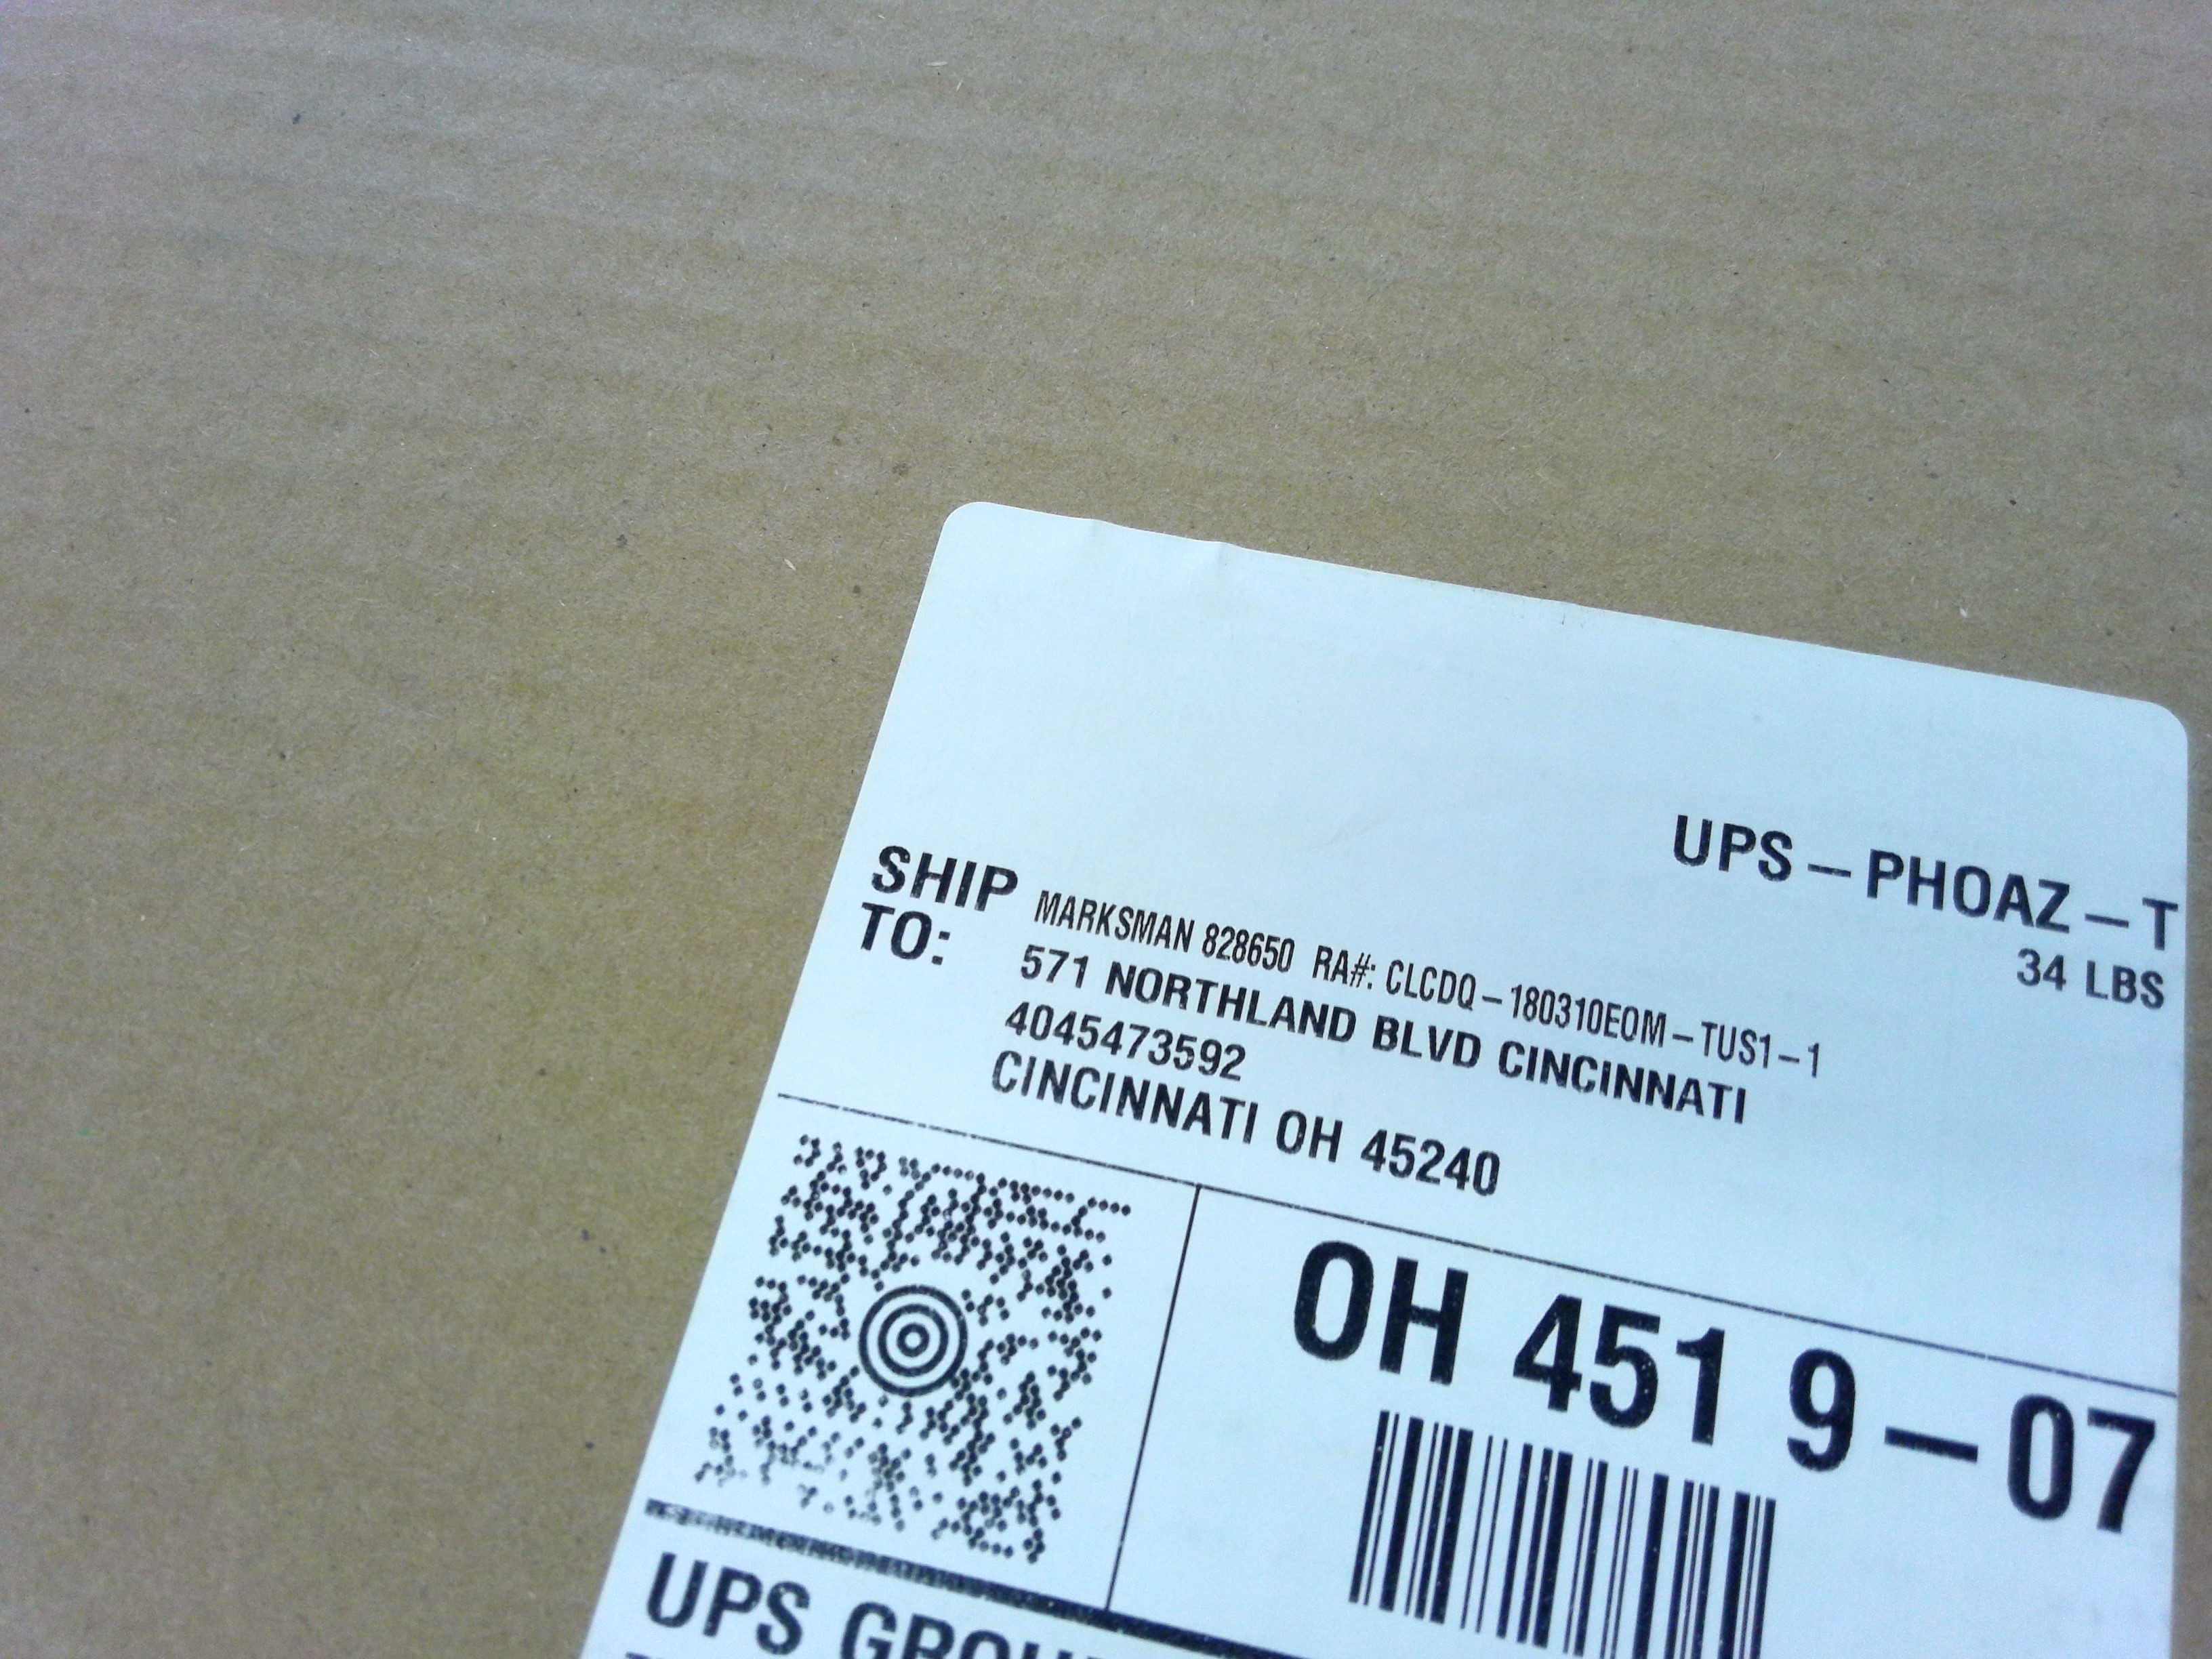 UPS – PHOAZ – T
34 LBS
SHIP TO:
MARKSMAN 828650 RA#: CLCDQ – 180310EOM – TUS1 – 1
571 NORTHLAND BLVD CINCINNATI
4045473592
CINCINNATI OH 45240
OH 451 9 – 07
UPS